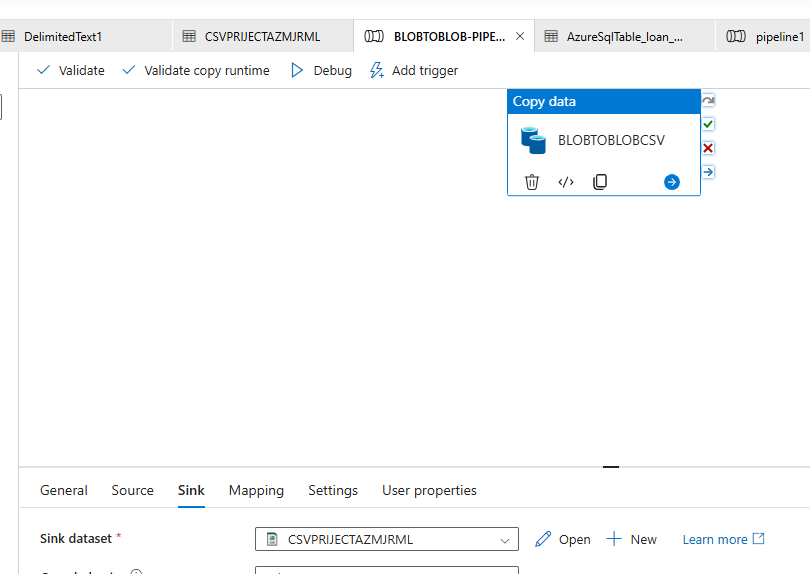 DelimitedText1
CSVPRIJECTAZMJRML
BLOBTOBLOB-PIPE...
AzureSqlTable_loan_...
pipeline1
Validate
Validate copy runtime
Debug
Add trigger
Copy data
BLOBTOBLOBCSV
General
Source
Sink
Mapping
Settings
User properties
Sink dataset *
CSVPRIJECTAZMJRML
Open
New
Learn more